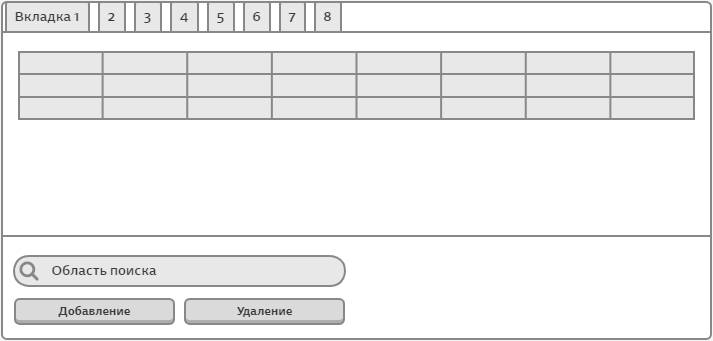 Вкладка 1 2 3 4 5 6 7 8
Область поиска
Добавление Удаление